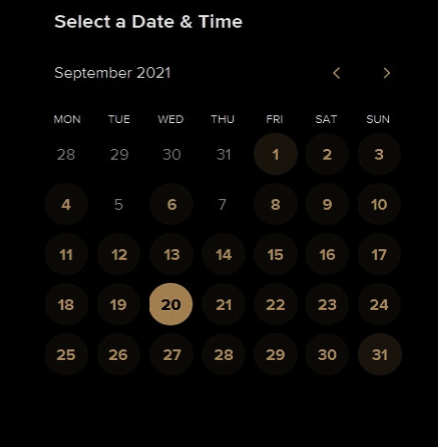 Select a Date & Time
September 2021
MON TUE WED THU FRI SAT SUN
28 29 30 31 1 2 3
4 5 6 7 8 9 10
11 12 13 14 15 16 17
18 19 20 21 22 23 24
25 26 27 28 29 30 31